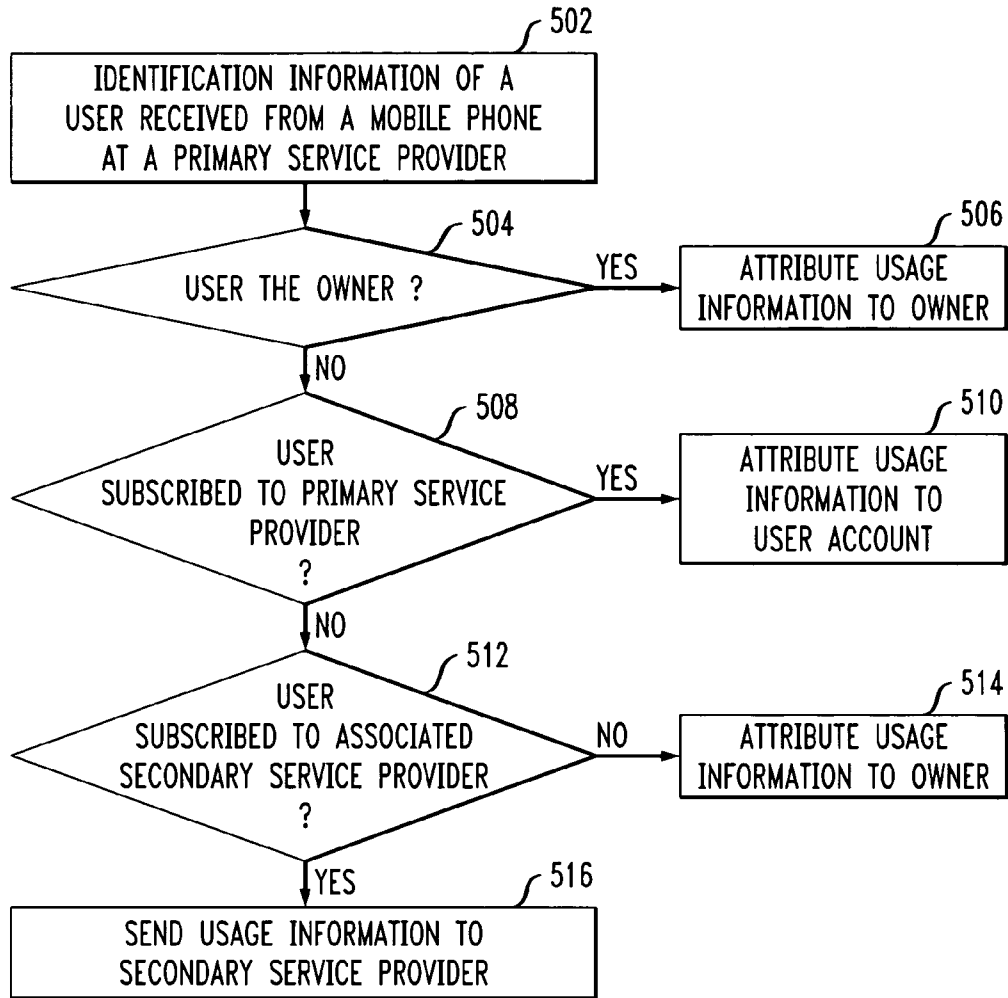 502
IDENTIFICATION INFORMATION OF A
USER RECEIVED FROM A MOBILE PHONE
AT A PRIMARY SERVICE PROVIDER
504
USER THE OWNER ?
YES
506
ATTRIBUTE USAGE
INFORMATION TO OWNER
NO
508
USER
SUBSCRIBED TO PRIMARY SERVICE
PROVIDER
?
YES
510
ATTRIBUTE USAGE
INFORMATION TO
USER ACCOUNT
NO
512
USER
SUBSCRIBED TO ASSOCIATED
SECONDARY SERVICE PROVIDER
?
NO
514
ATTRIBUTE USAGE
INFORMATION TO OWNER
YES
516
SEND USAGE INFORMATION TO
SECONDARY SERVICE PROVIDER